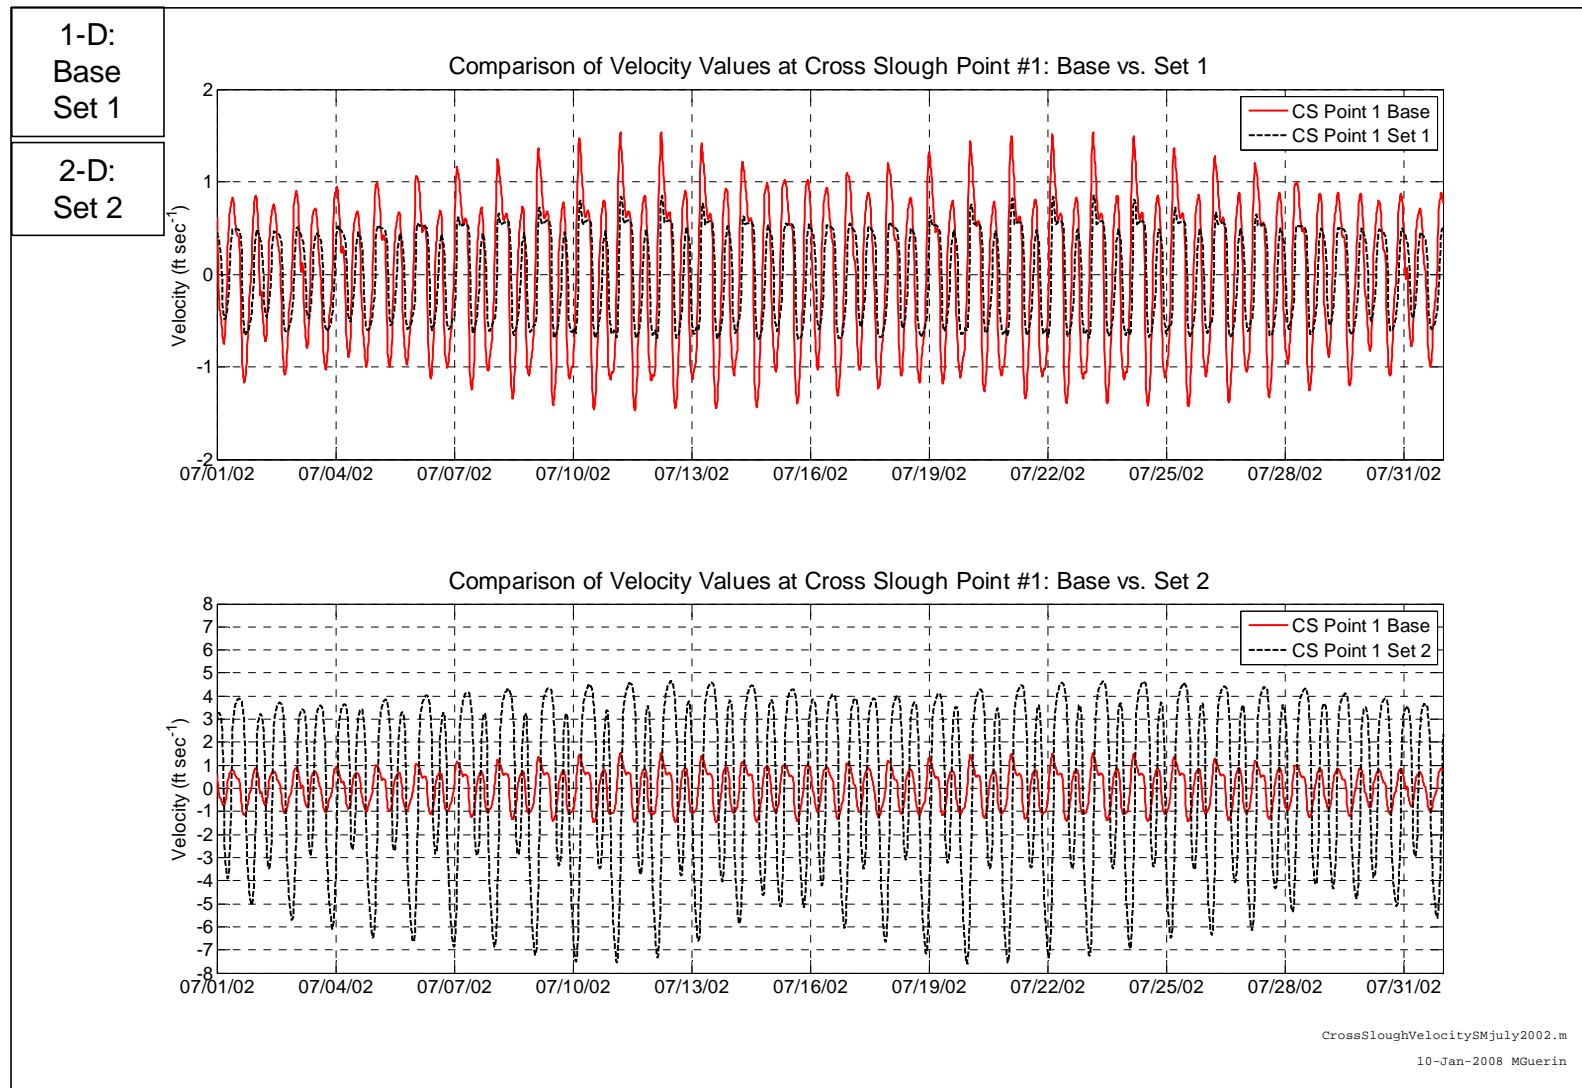 1-D:
Base
Set 1
2-D:
Set 2
Comparison of Velocity Values at Cross Slough Point #1: Base vs. Set 1
CS Point 1 Base
CS Point 1 Set 1
Velocity (ft sec⁻¹)
2
1
0
-1
-2
07/01/02 07/04/02 07/07/02 07/10/02 07/13/02 07/16/02 07/19/02 07/22/02 07/25/02 07/28/02 07/31/02
Comparison of Velocity Values at Cross Slough Point #1: Base vs. Set 2
CS Point 1 Base
CS Point 1 Set 2
Velocity (ft sec⁻¹)
8
7
6
5
4
3
2
1
0
-1
-2
-3
-4
-5
-6
-7
-8
07/01/02 07/04/02 07/07/02 07/10/02 07/13/02 07/16/02 07/19/02 07/22/02 07/25/02 07/28/02 07/31/02
CrossSloughVelocitySMjuly2002.m
10-Jan-2008 MGuerin